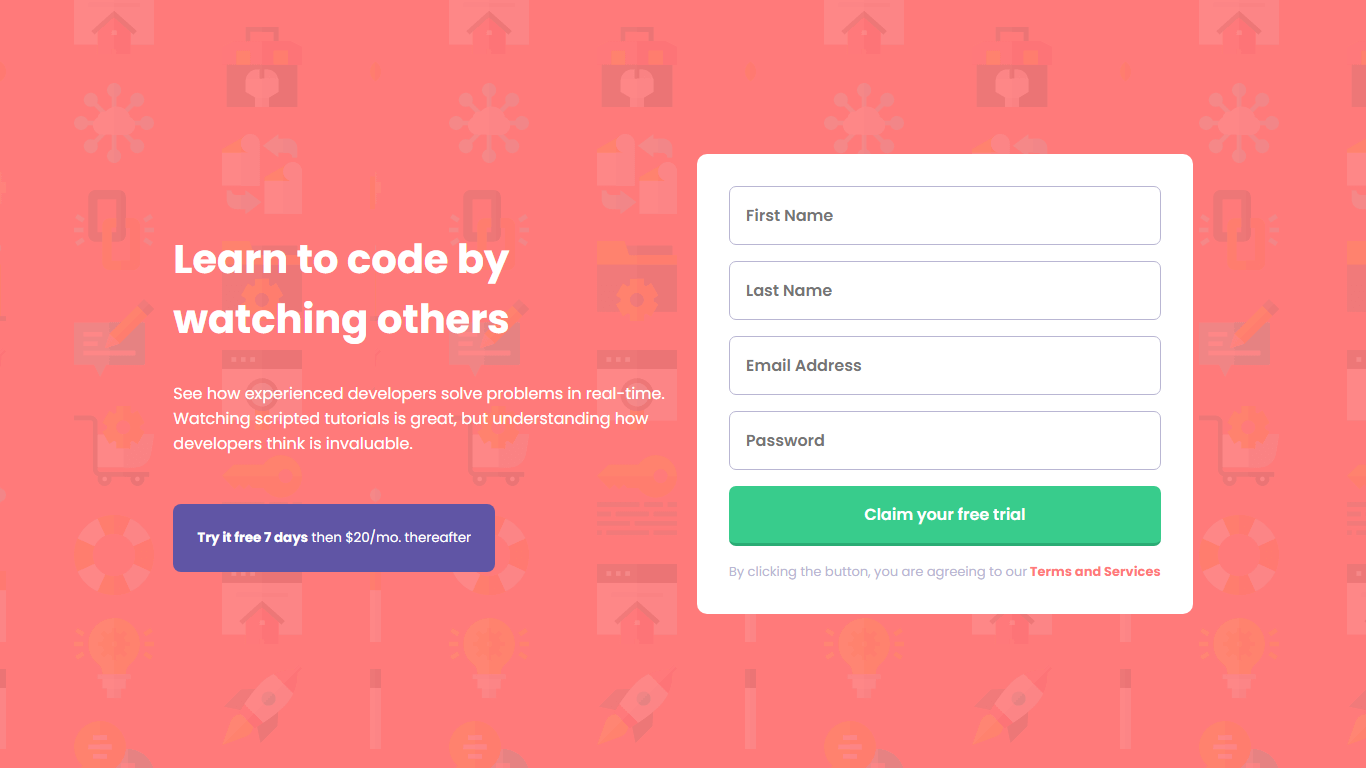 Learn to code by
watching others
See how experienced developers solve problems in real-time.
Watching scripted tutorials is great, but understanding how
developers think is invaluable.
Try it free 7 days then $20/mo. thereafter
First Name
Last Name
Email Address
Password
Claim your free trial
By clicking the button, you are agreeing to our Terms and Services